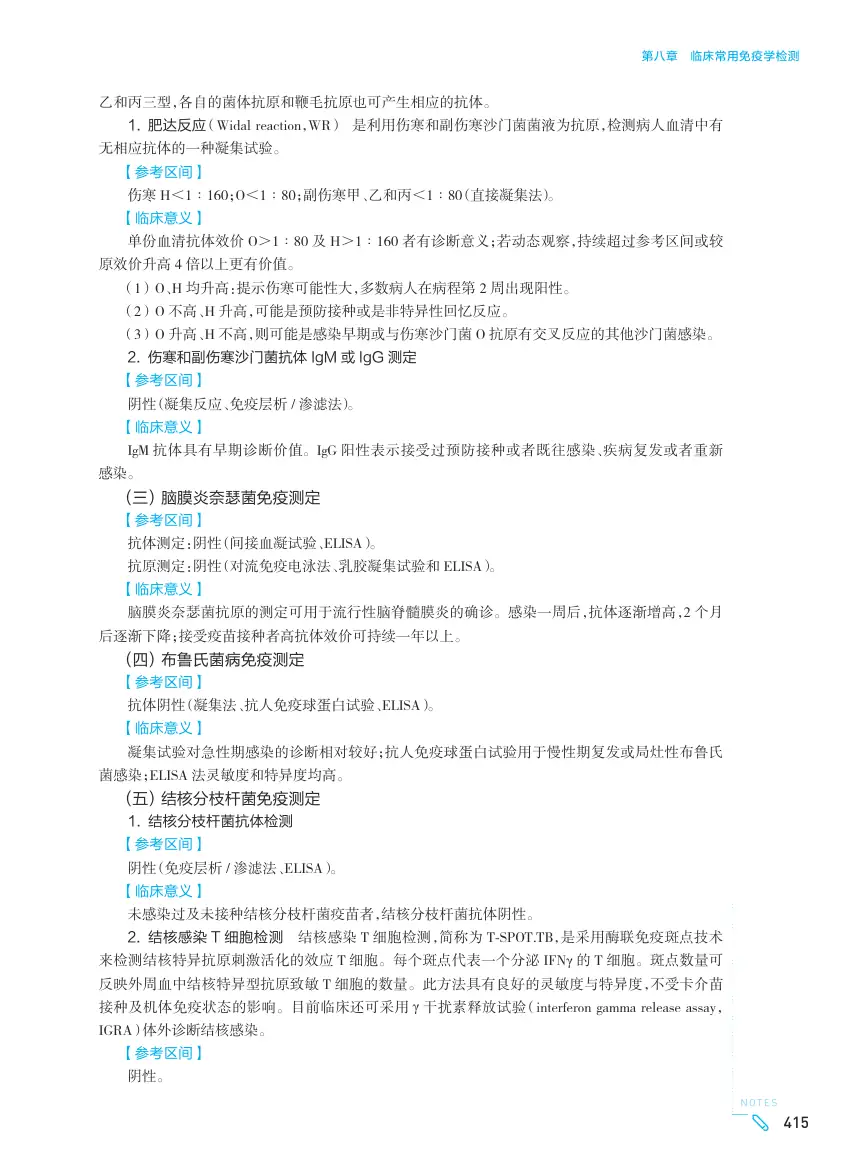 第八章 临床常用免疫学检测
乙和丙三型,各自的菌体抗原和鞭毛抗原也可产生相应的抗体。
1. 肥达反应(Widal reaction,WR) 是利用伤寒和副伤寒沙门菌菌液为抗原,检测病人血清中有
无相应抗体的一种凝集试验。
【参考区间】
伤寒 H<1∶160;O<1∶80;副伤寒甲、乙和丙<1∶80(直接凝集法)。
【临床意义】
单份血清抗体效价 O>1∶80 及 H>1∶160 者有诊断意义;若动态观察,持续超过参考区间或较
原效价升高 4 倍以上更有价值。
(1)O、H 均升高:提示伤寒可能性大,多数病人在病程第 2 周出现阳性。
(2)O 不高、H 升高,可能是预防接种或是非特异性回忆反应。
(3)O 升高、H 不高,则可能是感染早期或与伤寒沙门菌 O 抗原有交叉反应的其他沙门菌感染。
2. 伤寒和副伤寒沙门菌抗体 IgM 或 IgG 测定
【参考区间】
阴性(凝集反应、免疫层析 / 渗滤法)。
【临床意义】
IgM 抗体具有早期诊断价值。IgG 阳性表示接受过预防接种或者既往感染、疾病复发或者重新
感染。
(三)脑膜炎奈瑟菌免疫测定
【参考区间】
抗体测定:阴性(间接血凝试验、ELISA)。
抗原测定:阴性(对流免疫电泳法、乳胶凝集试验和 ELISA)。
【临床意义】
脑膜炎奈瑟菌抗原的测定可用于流行性脑脊髓膜炎的确诊。感染一周后,抗体逐渐增高,2 个月
后逐渐下降;接受疫苗接种者高抗体效价可持续一年以上。
(四)布鲁氏菌病免疫测定
【参考区间】
抗体阴性(凝集法、抗人免疫球蛋白试验、ELISA)。
【临床意义】
凝集试验对急性期感染的诊断相对较好;抗人免疫球蛋白试验用于慢性期复发或局灶性布鲁氏
菌感染;ELISA 法灵敏度和特异度均高。
(五)结核分枝杆菌免疫测定
1. 结核分枝杆菌抗体检测
【参考区间】
阴性(免疫层析 / 渗滤法、ELISA)。
【临床意义】
未感染过及未接种结核分枝杆菌疫苗者,结核分枝杆菌抗体阴性。
2. 结核感染 T 细胞检测 结核感染 T 细胞检测,简称为 T-SPOT.TB,是采用酶联免疫斑点技术
来检测结核特异抗原刺激活化的效应 T 细胞。每个斑点代表一个分泌 IFNγ 的 T 细胞。斑点数量可
反映外周血中结核特异型抗原致敏 T 细胞的数量。此方法具有良好的灵敏度与特异度,不受卡介苗
接种及机体免疫状态的影响。目前临床还可采用 γ 干扰素释放试验(interferon gamma release assay,
IGRA)体外诊断结核感染。
【参考区间】
阴性。
NOTES
415